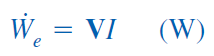 Ẇₑ = VI (W)